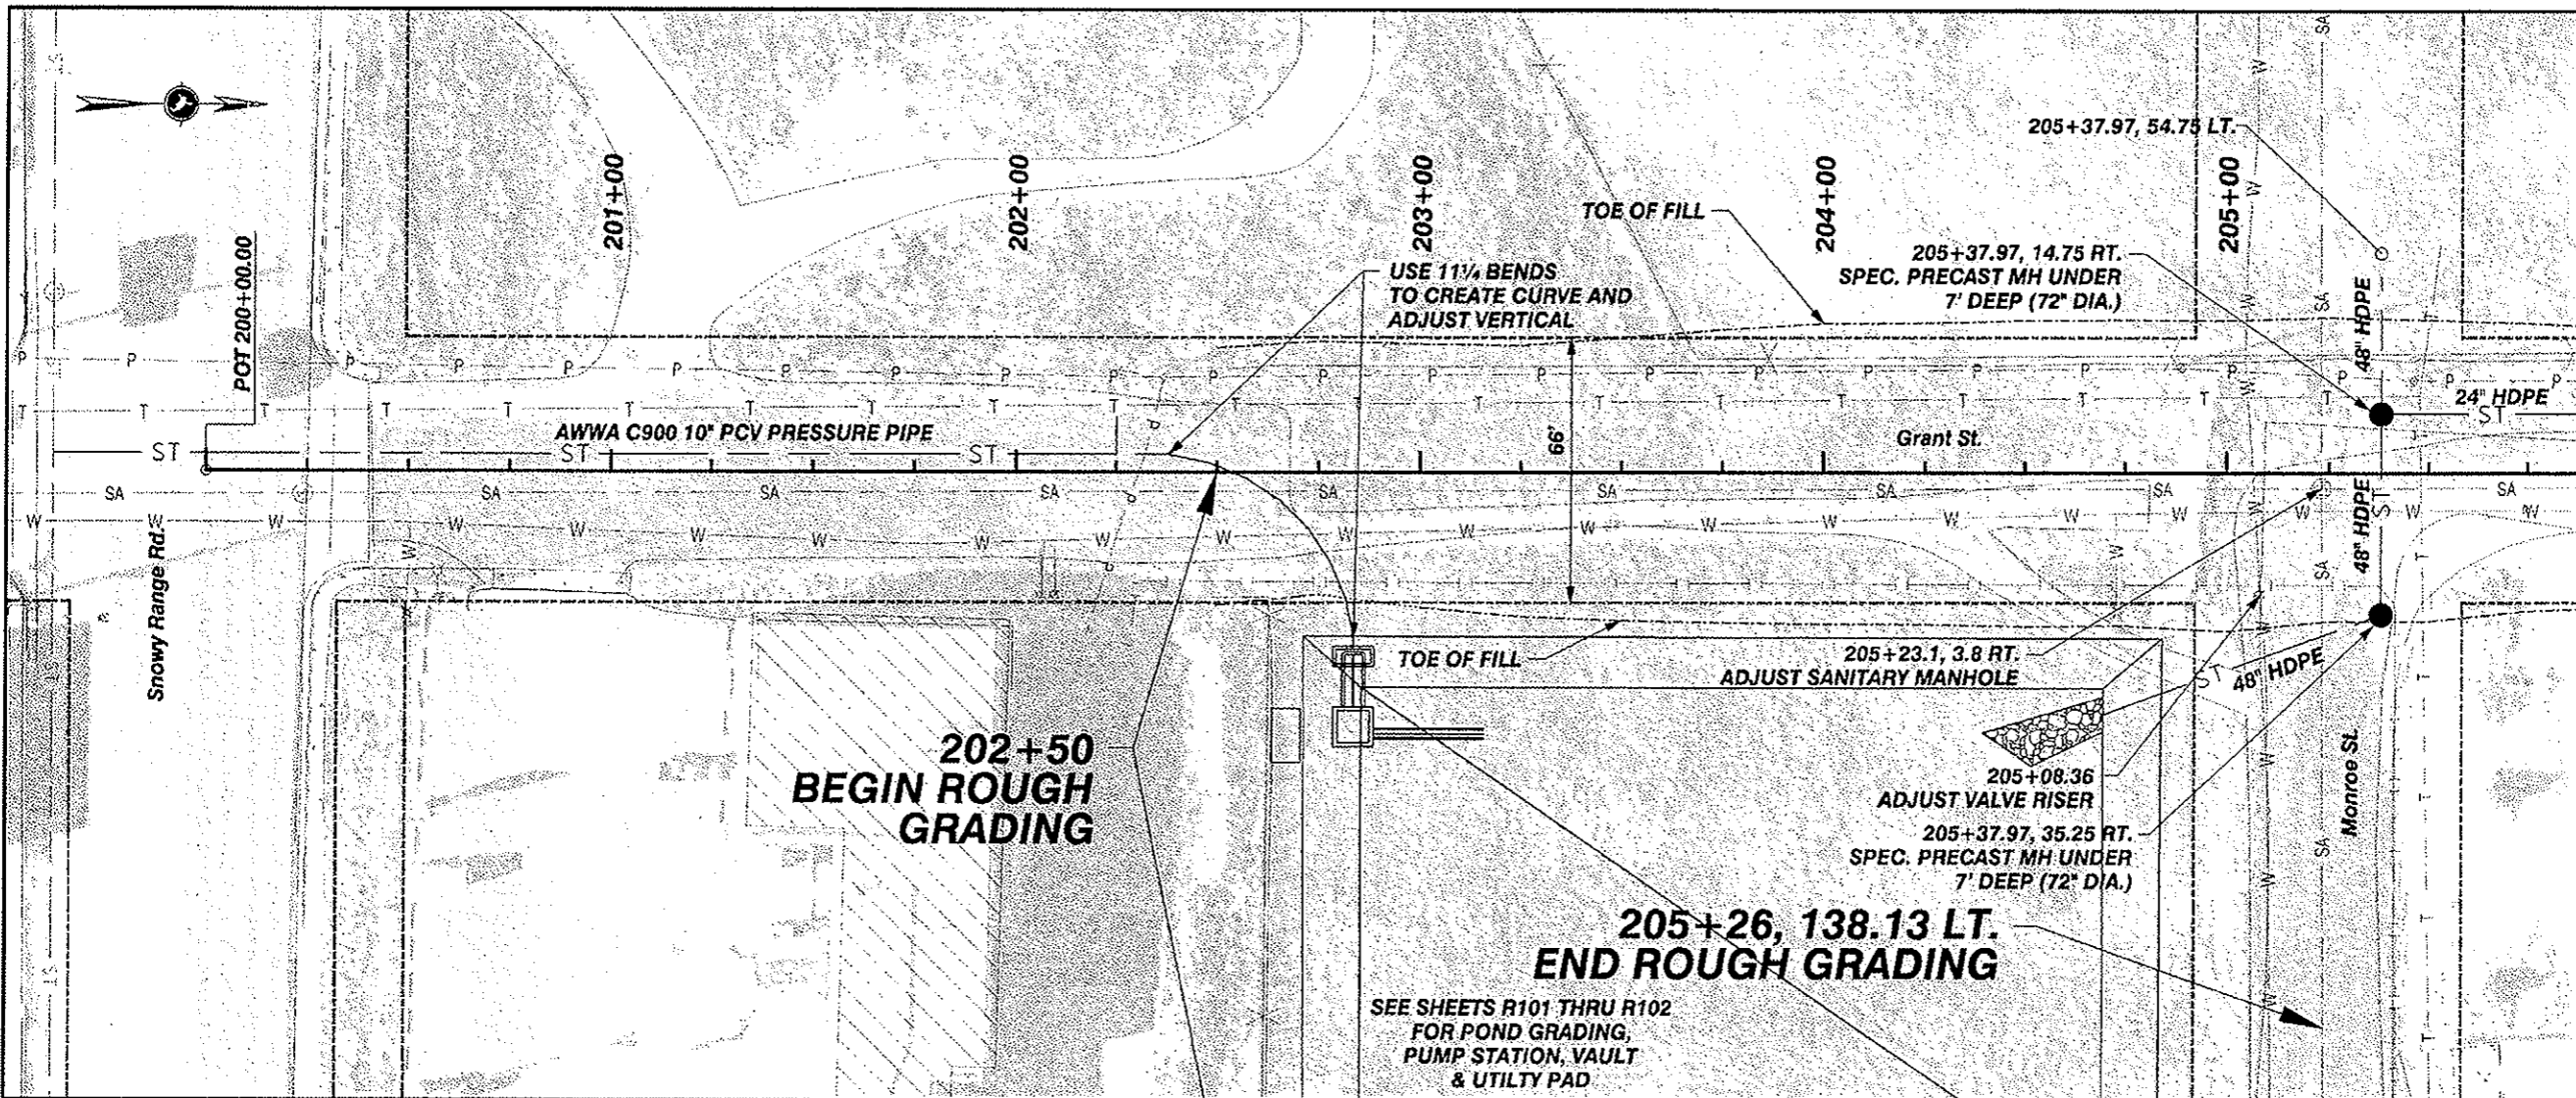 POT 200+00.00
201+00
202+00
203+00
204+00
205+00
205+37.97, 54.75 LT.
TOE OF FILL
205+37.97, 14.75 RT.
SPEC. PRECAST MH UNDER
7' DEEP (72" DIA.)
USE 11¼ BENDS
TO CREATE CURVE AND
ADJUST VERTICAL
48" HDPE
24" HDPE
AWWA C900 10" PCV PRESSURE PIPE
66'
Grant St.
48" HDPE
Snowy Range Rd.
TOE OF FILL
205+23.1, 3.8 RT.
ADJUST SANITARY MANHOLE
48" HDPE
202+50
BEGIN ROUGH
GRADING
205+08.36
ADJUST VALVE RISER
Monroe St.
205+37.97, 35.25 RT.
SPEC. PRECAST MH UNDER
7' DEEP (72" DIA.)
205+26, 138.13 LT.
END ROUGH GRADING
SEE SHEETS R101 THRU R102
FOR POND GRADING,
PUMP STATION, VAULT
& UTILTY PAD